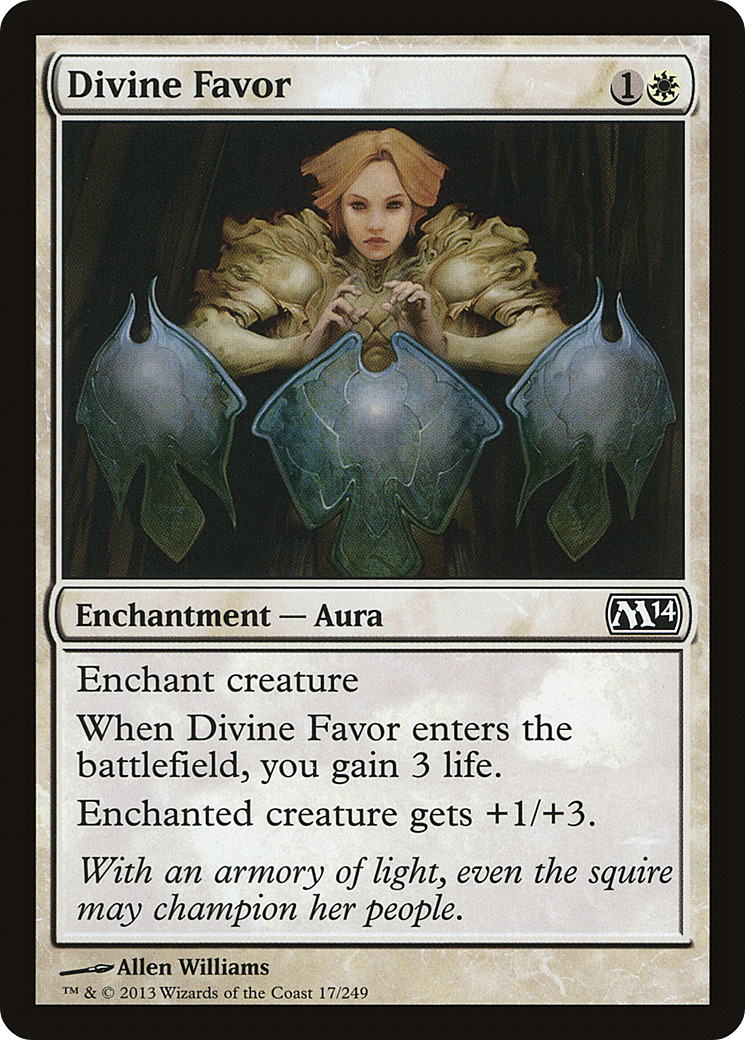 Divine Favor 1
Enchantment — Aura M14
Enchant creature
When Divine Favor enters the
battlefield, you gain 3 life.
Enchanted creature gets +1/+3.
With an armory of light, even the squire
may champion her people.
Allen Williams
™ & © 2013 Wizards of the Coast 17/249